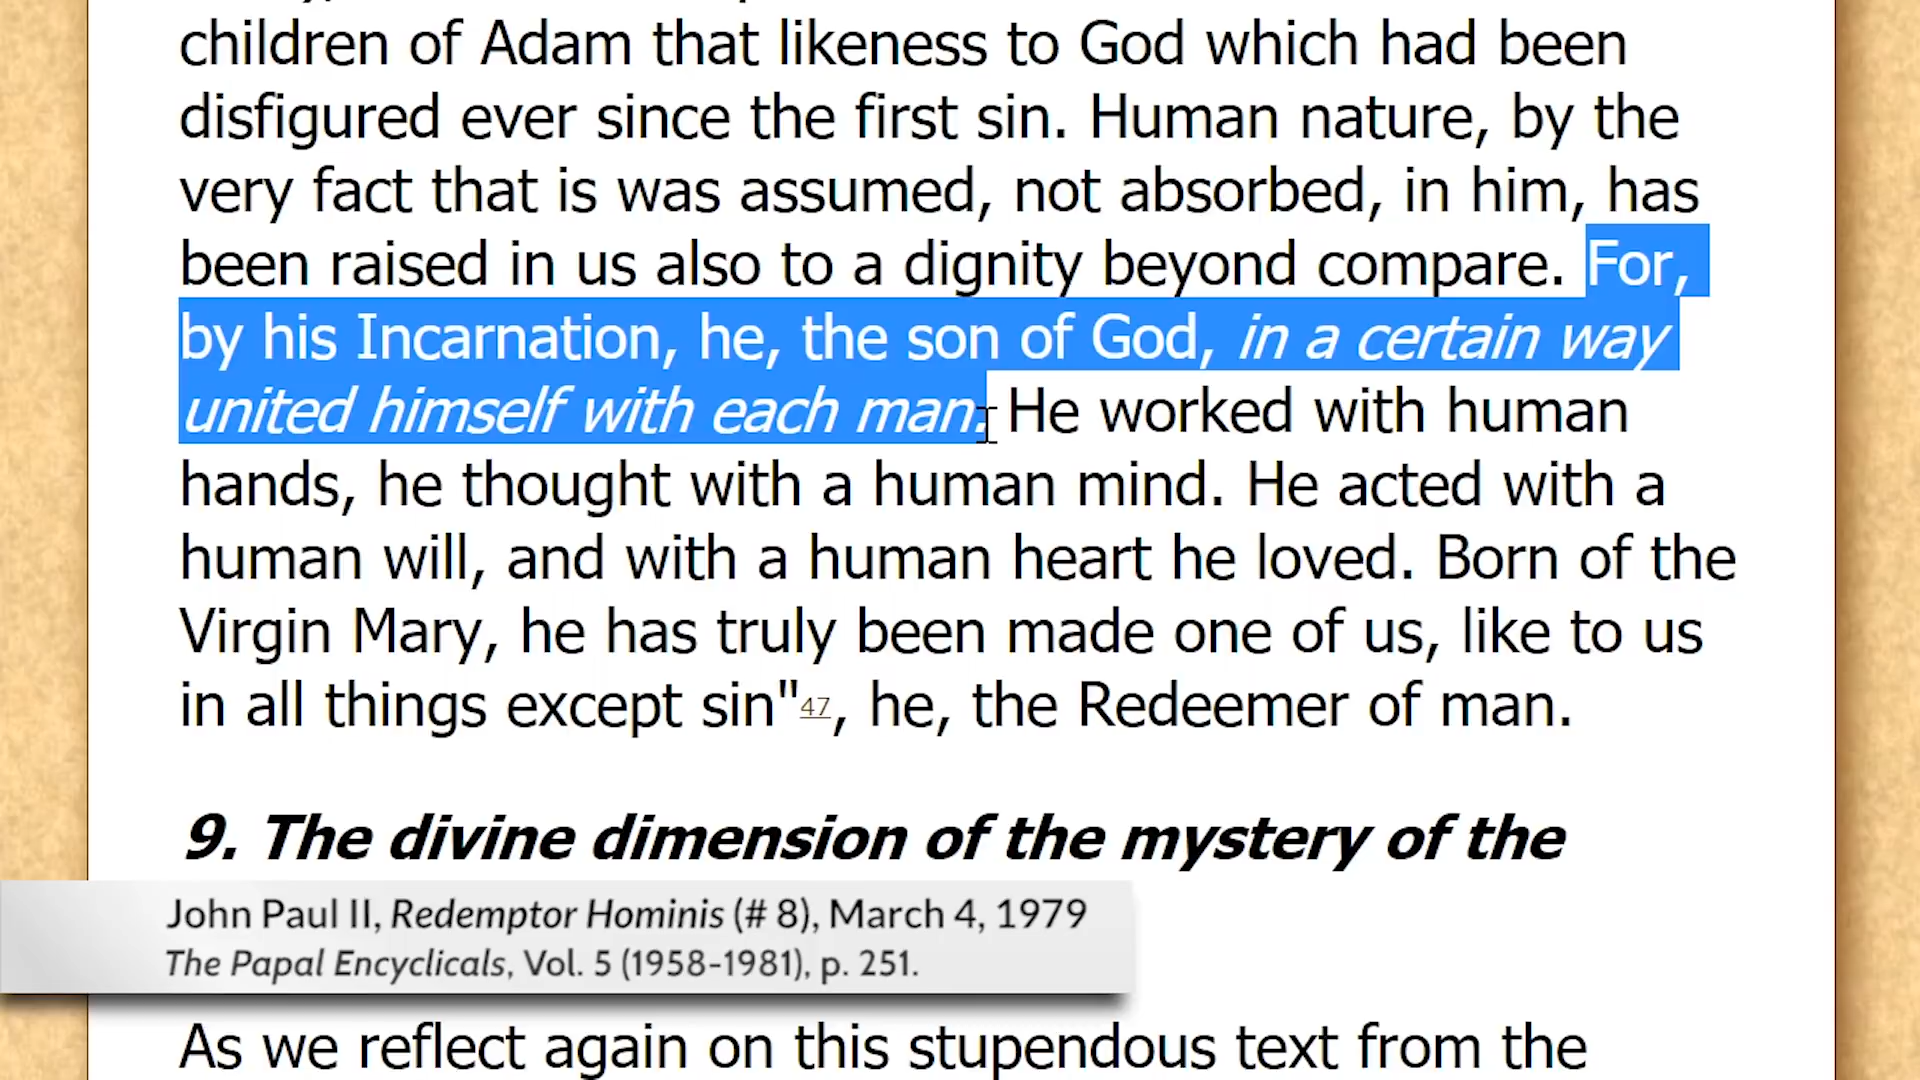 children of Adam that likeness to God which had been
disfigured ever since the first sin. Human nature, by the
very fact that is was assumed, not absorbed, in him, has
been raised in us also to a dignity beyond compare. For,
by his Incarnation, he, the son of God, in a certain way
united himself with each man. He worked with human
hands, he thought with a human mind. He acted with a
human will, and with a human heart he loved. Born of the
Virgin Mary, he has truly been made one of us, like to us
in all things except sin"47, he, the Redeemer of man.
9. The divine dimension of the mystery of the
John Paul II, Redemptor Hominis (# 8), March 4, 1979
The Papal Encyclicals, Vol. 5 (1958-1981), p. 251.
As we reflect again on this stupendous text from the